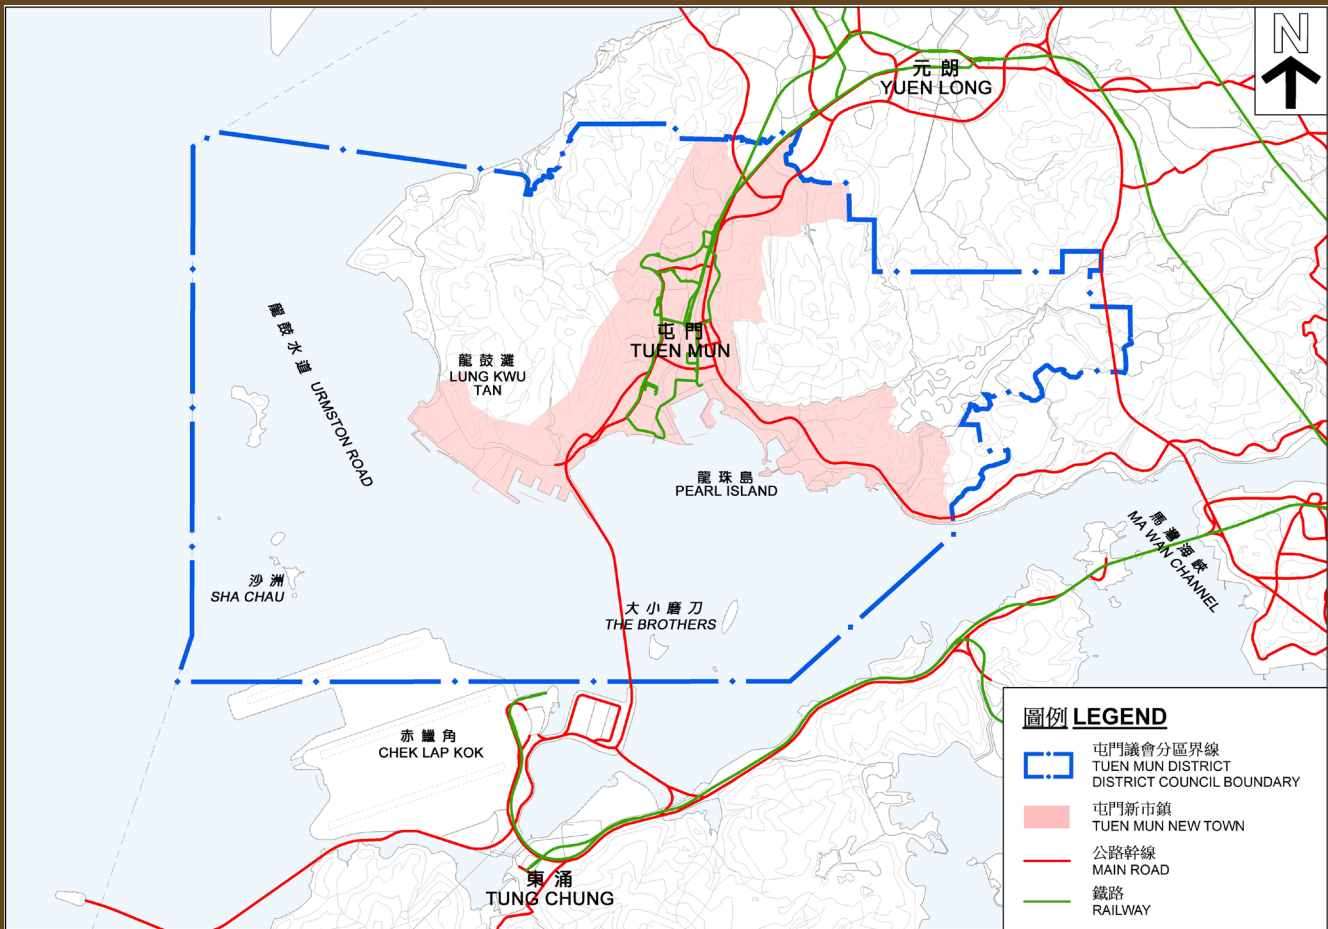 N
元朗
YUEN LONG
龍鼓水道 URMSTON ROAD
龍鼓灘
LUNG KWU
TAN
屯門
TUEN MUN
龍珠島
PEARL ISLAND
馬灣海峽
MA WAN CHANNEL
沙洲
SHA CHAU
大小磨刀
THE BROTHERS
赤鱲角
CHEK LAP KOK
東涌
TUNG CHUNG
圖例 LEGEND
屯門議會分區界線
TUEN MUN DISTRICT
DISTRICT COUNCIL BOUNDARY
屯門新市鎮
TUEN MUN NEW TOWN
公路幹線
MAIN ROAD
鐵路
RAILWAY